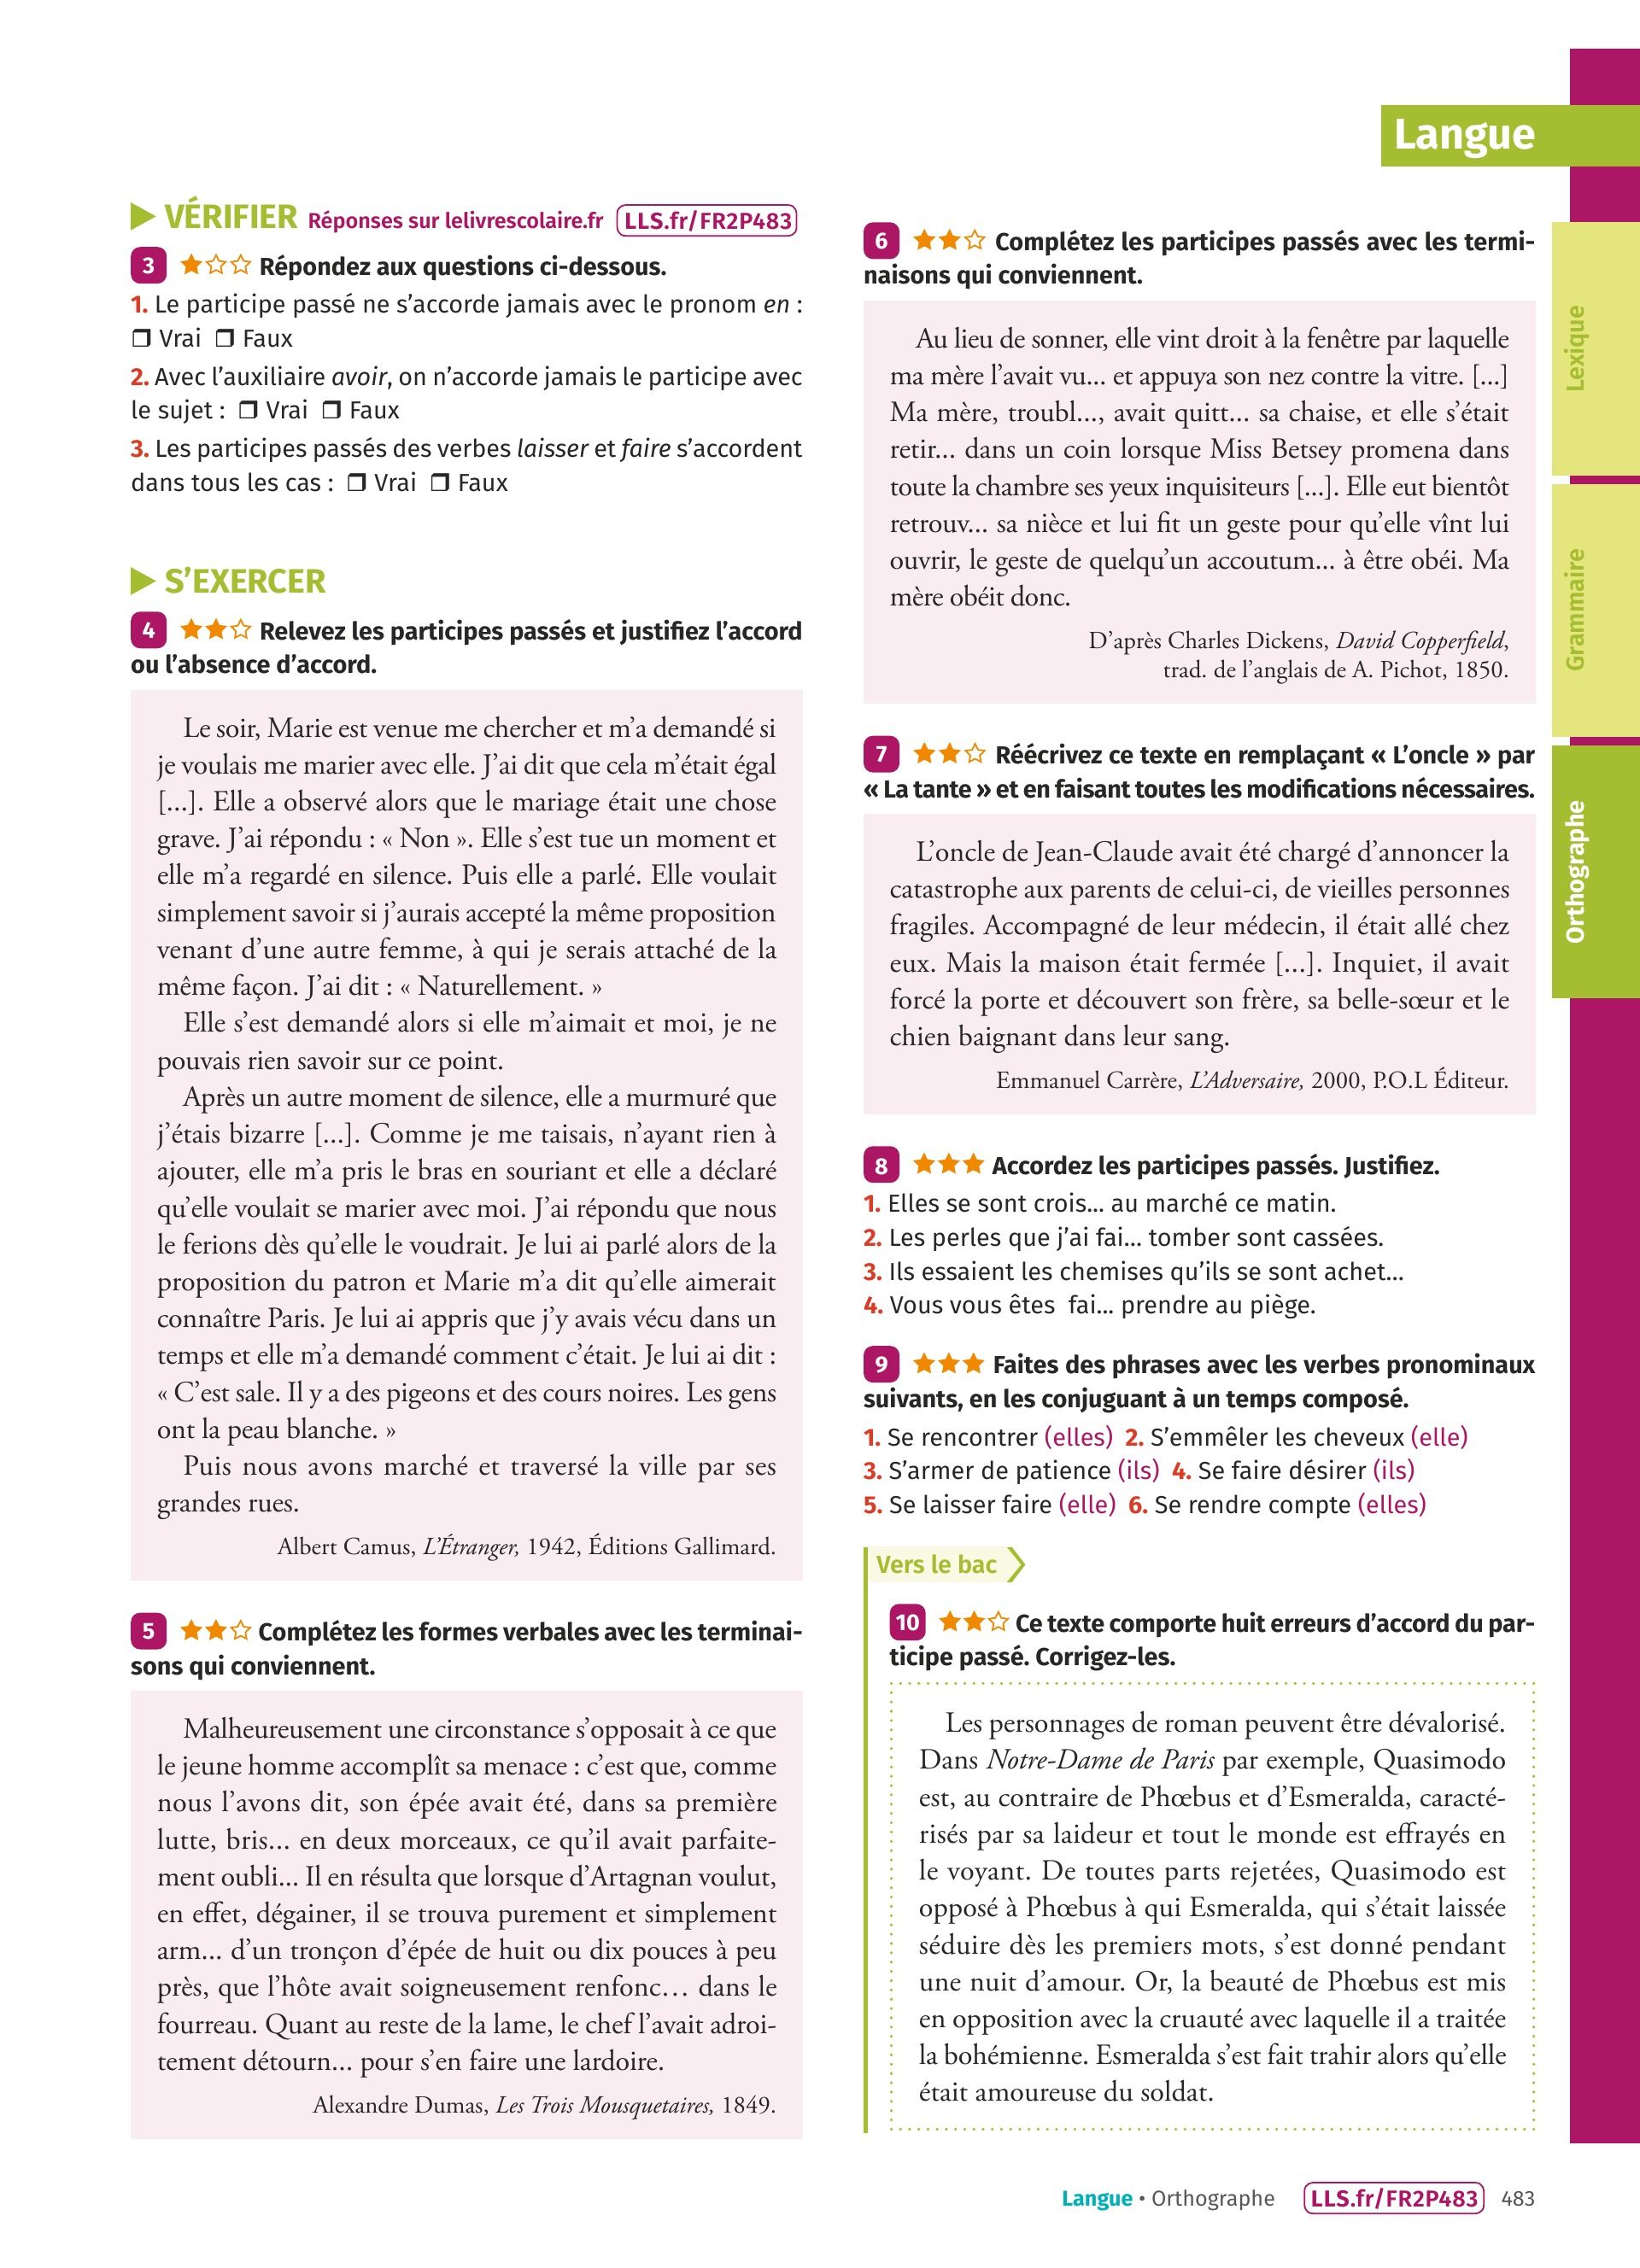 Langue
▶ VÉRIFIER Réponses sur lelivrescolaire.fr LLS.fr/FR2P483
3 ★☆☆ Répondez aux questions ci-dessous.
1. Le participe passé ne s’accorde jamais avec le pronom en :
❒ Vrai ❒ Faux
2. Avec l’auxiliaire avoir, on n’accorde jamais le participe avec
le sujet : ❒ Vrai ❒ Faux
3. Les participes passés des verbes laisser et faire s’accordent
dans tous les cas : ❒ Vrai ❒ Faux
▶ S’EXERCER
4 ★★☆ Relevez les participes passés et justifiez l’accord
ou l’absence d’accord.
Le soir, Marie est venue me chercher et m’a demandé si
je voulais me marier avec elle. J’ai dit que cela m’était égal
[...]. Elle a observé alors que le mariage était une chose
grave. J’ai répondu : « Non ». Elle s’est tue un moment et
elle m’a regardé en silence. Puis elle a parlé. Elle voulait
simplement savoir si j’aurais accepté la même proposition
venant d’une autre femme, à qui je serais attaché de la
même façon. J’ai dit : « Naturellement. »
Elle s’est demandé alors si elle m’aimait et moi, je ne
pouvais rien savoir sur ce point.
Après un autre moment de silence, elle a murmuré que
j’étais bizarre [...]. Comme je me taisais, n’ayant rien à
ajouter, elle m’a pris le bras en souriant et elle a déclaré
qu’elle voulait se marier avec moi. J’ai répondu que nous
le ferions dès qu’elle le voudrait. Je lui ai parlé alors de la
proposition du patron et Marie m’a dit qu’elle aimerait
connaître Paris. Je lui ai appris que j’y avais vécu dans un
temps et elle m’a demandé comment c’était. Je lui ai dit :
« C’est sale. Il y a des pigeons et des cours noires. Les gens
ont la peau blanche. »
Puis nous avons marché et traversé la ville par ses
grandes rues.
Albert Camus, L’Étranger, 1942, Éditions Gallimard.
5 ★★☆ Complétez les formes verbales avec les terminai-
sons qui conviennent.
Malheureusement une circonstance s’opposait à ce que
le jeune homme accomplît sa menace : c’est que, comme
nous l’avons dit, son épée avait été, dans sa première
lutte, bris... en deux morceaux, ce qu’il avait parfaite-
ment oubli... Il en résulta que lorsque d’Artagnan voulut,
en effet, dégainer, il se trouva purement et simplement
arm... d’un tronçon d’épée de huit ou dix pouces à peu
près, que l’hôte avait soigneusement renfonc… dans le
fourreau. Quant au reste de la lame, le chef l’avait adroi-
tement détourn... pour s’en faire une lardoire.
Alexandre Dumas, Les Trois Mousquetaires, 1849.
6 ★★☆ Complétez les participes passés avec les termi-
naisons qui conviennent.
Au lieu de sonner, elle vint droit à la fenêtre par laquelle
ma mère l’avait vu... et appuya son nez contre la vitre. [...]
Ma mère, troubl..., avait quitt... sa chaise, et elle s’était
retir... dans un coin lorsque Miss Betsey promena dans
toute la chambre ses yeux inquisiteurs [...]. Elle eut bientôt
retrouv... sa nièce et lui fit un geste pour qu’elle vînt lui
ouvrir, le geste de quelqu’un accoutum... à être obéi. Ma
mère obéit donc.
D’après Charles Dickens, David Copperfield,
trad. de l’anglais de A. Pichot, 1850.
7 ★★☆ Réécrivez ce texte en remplaçant « L’oncle » par
« La tante » et en faisant toutes les modifications nécessaires.
L’oncle de Jean-Claude avait été chargé d’annoncer la
catastrophe aux parents de celui-ci, de vieilles personnes
fragiles. Accompagné de leur médecin, il était allé chez
eux. Mais la maison était fermée [...]. Inquiet, il avait
forcé la porte et découvert son frère, sa belle-sœur et le
chien baignant dans leur sang.
Emmanuel Carrère, L’Adversaire, 2000, P.O.L Éditeur.
8 ★★★ Accordez les participes passés. Justifiez.
1. Elles se sont crois... au marché ce matin.
2. Les perles que j’ai fai... tomber sont cassées.
3. Ils essaient les chemises qu’ils se sont achet...
4. Vous vous êtes fai... prendre au piège.
9 ★★★ Faites des phrases avec les verbes pronominaux
suivants, en les conjuguant à un temps composé.
1. Se rencontrer (elles) 2. S’emmêler les cheveux (elle)
3. S’armer de patience (ils) 4. Se faire désirer (ils)
5. Se laisser faire (elle) 6. Se rendre compte (elles)
Vers le bac
10 ★★☆ Ce texte comporte huit erreurs d’accord du par-
ticipe passé. Corrigez-les.
Les personnages de roman peuvent être dévalorisé.
Dans Notre-Dame de Paris par exemple, Quasimodo
est, au contraire de Phœbus et d’Esmeralda, caracté-
risés par sa laideur et tout le monde est effrayés en
le voyant. De toutes parts rejetées, Quasimodo est
opposé à Phœbus à qui Esmeralda, qui s’était laissée
séduire dès les premiers mots, s’est donné pendant
une nuit d’amour. Or, la beauté de Phœbus est mis
en opposition avec la cruauté avec laquelle il a traitée
la bohémienne. Esmeralda s’est fait trahir alors qu’elle
était amoureuse du soldat.
Lexique
Grammaire
Orthographe
Langue • Orthographe LLS.fr/FR2P483 483